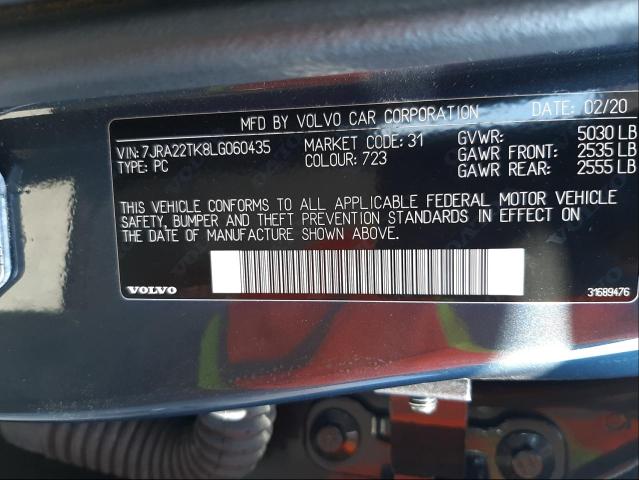 MFD BY VOLVO CAR CORPORATION DATE: 02/20
VIN: 7JRA22TK8LG060435 MARKET CODE: 31 GVWR: 5030 LB
TYPE: PC COLOUR: 723 GAWR FRONT: 2535 LB
GAWR REAR: 2555 LB
THIS VEHICLE CONFORMS TO ALL APPLICABLE FEDERAL MOTOR VEHICLE
SAFETY, BUMPER AND THEFT PREVENTION STANDARDS IN EFFECT ON
THE DATE OF MANUFACTURE SHOWN ABOVE.
VOLVO 31689476